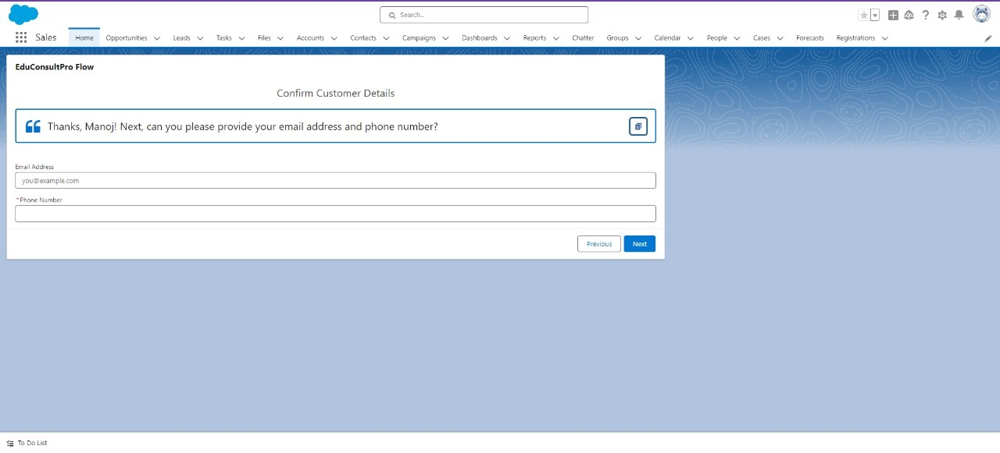 Search...
Sales Home Opportunities Leads Tasks Files Accounts Contacts Campaigns Dashboards Reports Chatter Groups Calendar People Cases Forecasts Registrations
EduConsultPro Flow
Confirm Customer Details
Thanks, Manoj! Next, can you please provide your email address and phone number?
Email Address
you@example.com
*Phone Number
Previous Next
To Do List